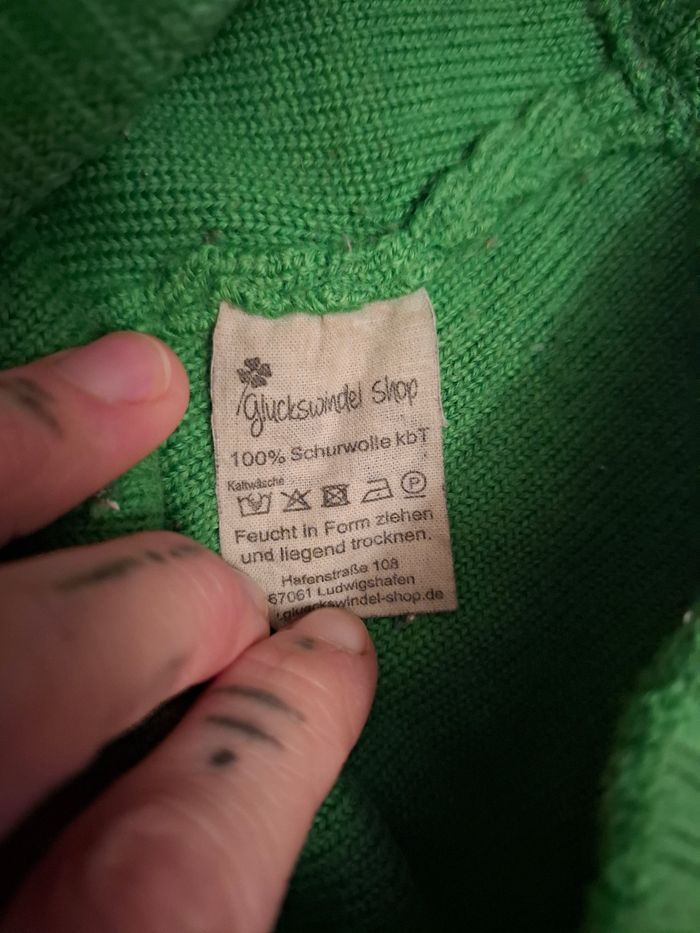 glückswindel shop
100% Schurwolle kbT
Kaltwäsche
P
Feucht in Form ziehen
und liegend trocknen.
Hafenstraße 108
67061 Ludwigshafen
.glueckswindel-shop.de